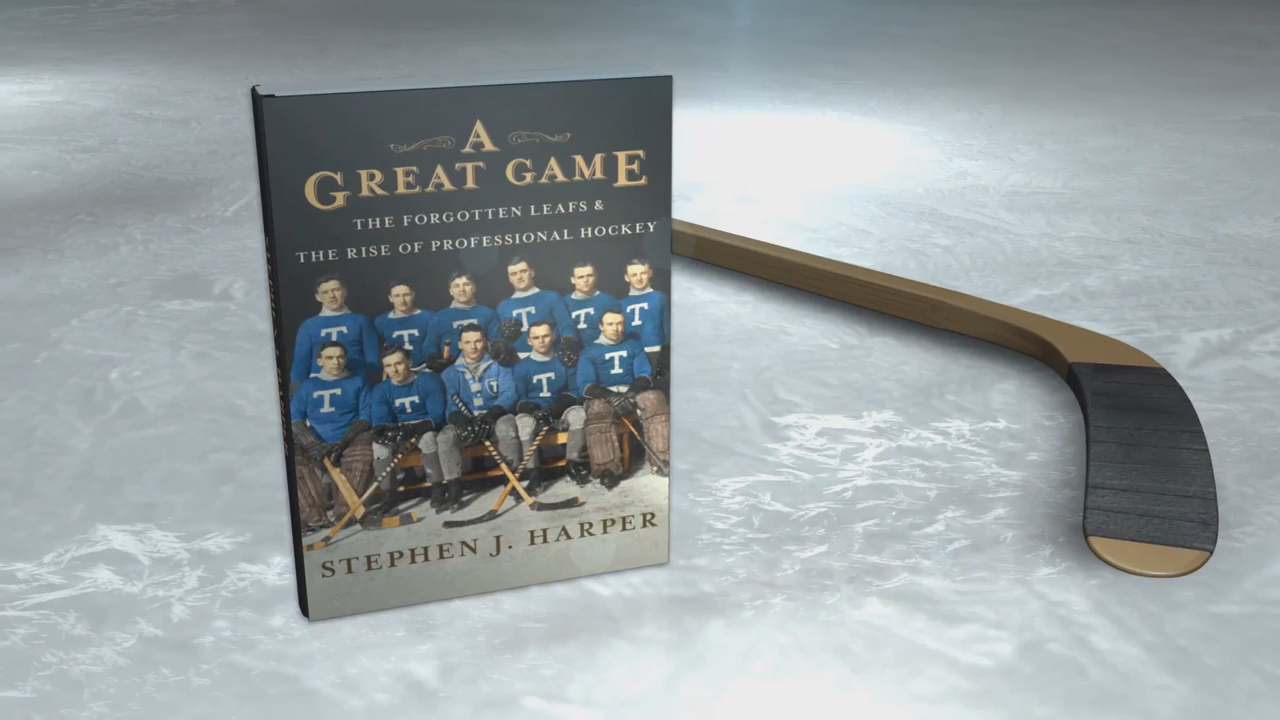 A
GREAT GAME
THE FORGOTTEN LEAFS &
THE RISE OF PROFESSIONAL HOCKEY
T T T T T T
T T T T T
STEPHEN J. HARPER